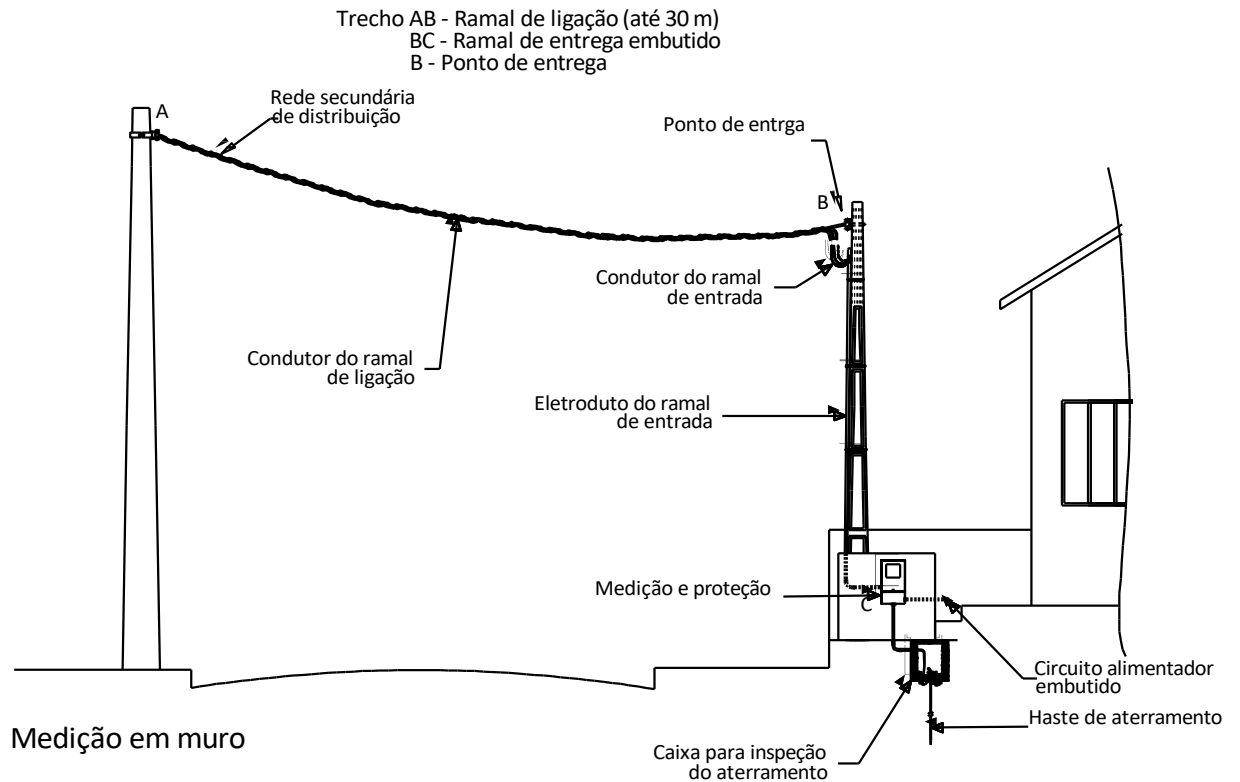 Trecho AB - Ramal de ligação (até 30 m)
BC - Ramal de entrega embutido
B - Ponto de entrega
A
Rede secundária
de distribuição
Ponto de entrga
B
Condutor do ramal
de entrada
Condutor do ramal
de ligação
Eletroduto do ramal
de entrada
Medição e proteção
C
Circuito alimentador
embutido
Haste de aterramento
Medição em muro
Caixa para inspeção
do aterramento